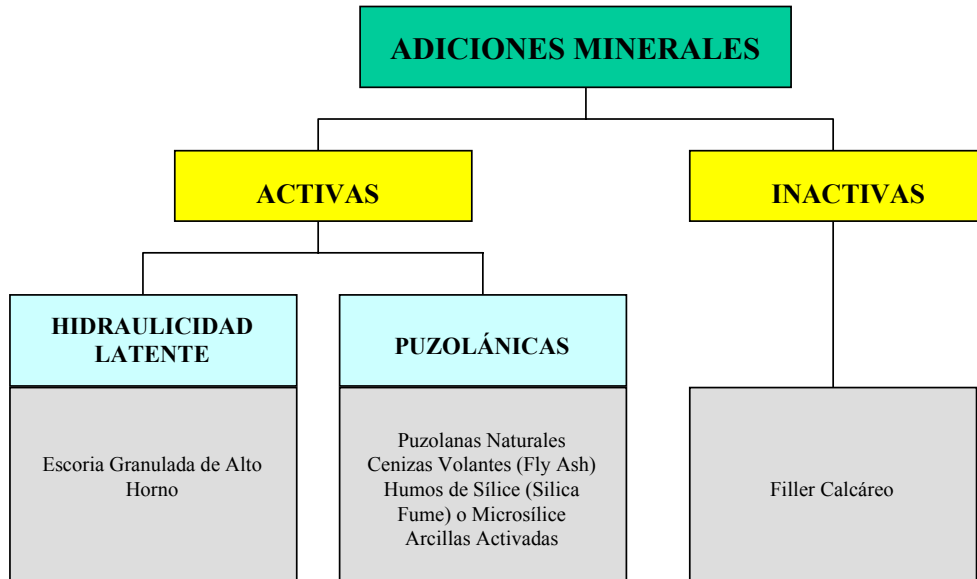 ADICIONES MINERALES
ACTIVAS
INACTIVAS
HIDRAULICIDAD
LATENTE
PUZOLÁNICAS
Escoria Granulada de Alto
Horno
Puzolanas Naturales
Cenizas Volantes (Fly Ash)
Humos de Sílice (Silica
Fume) o Microsílice
Arcillas Activadas
Filler Calcáreo